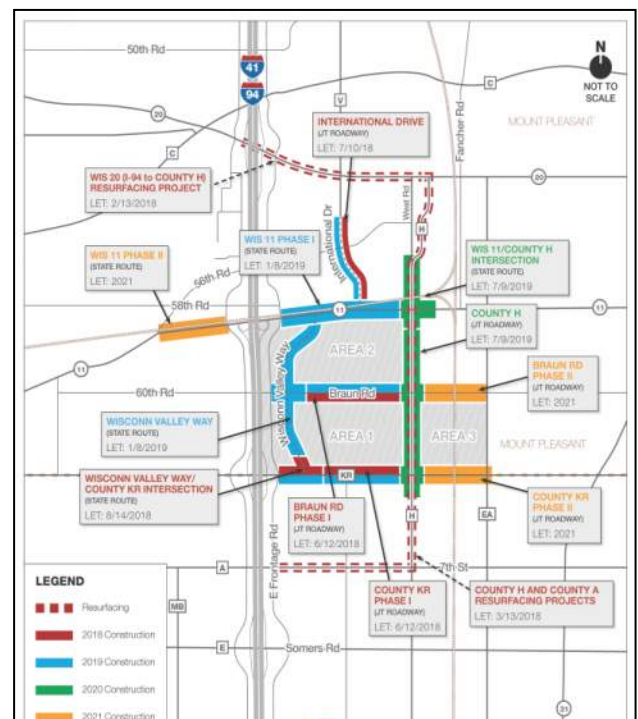 50th Rd
41
94
N
NOT TO
SCALE
V
C
20
Fancher Rd
MOUNT PLEASANT
C
INTERNATIONAL DRIVE
(JT ROADWAY)
LET: 7/10/18
WIS 20 (I-94 to COUNTY H)
RESURFACING PROJECT
LET: 2/13/2018
20
West Rd
H
International Dr
WIS 11 PHASE II
(STATE ROUTE)
LET: 2021
WIS 11 PHASE I
(STATE ROUTE)
LET: 1/8/2019
WIS 11/COUNTY H
INTERSECTION
(STATE ROUTE)
LET: 7/9/2019
56th Rd
58th Rd
11
11
COUNTY H
(JT ROADWAY)
LET: 7/9/2019
AREA 2
11
Wisconn Valley Way
BRAUN RD
PHASE II
(JT ROADWAY)
LET: 2021
60th Rd
Braun Rd
WISCONN VALLEY WAY
(STATE ROUTE)
LET: 1/8/2019
AREA 1
AREA 3
MOUNT PLEASANT
KR
WISCONN VALLEY WAY/
COUNTY KR INTERSECTION
(STATE ROUTE)
LET: 8/14/2018
BRAUN RD
PHASE I
(JT ROADWAY)
LET: 6/12/2018
COUNTY KR
PHASE II
(JT ROADWAY)
LET: 2021
H
EA
E Frontage Rd
A
7th St
COUNTY KR
PHASE I
(JT ROADWAY)
LET: 6/12/2018
COUNTY H AND COUNTY A
RESURFACING PROJECTS
LET: 3/13/2018
MB
E
Somers Rd
31
LEGEND
Resurfacing
2018 Construction
2019 Construction
2020 Construction
2021 Construction